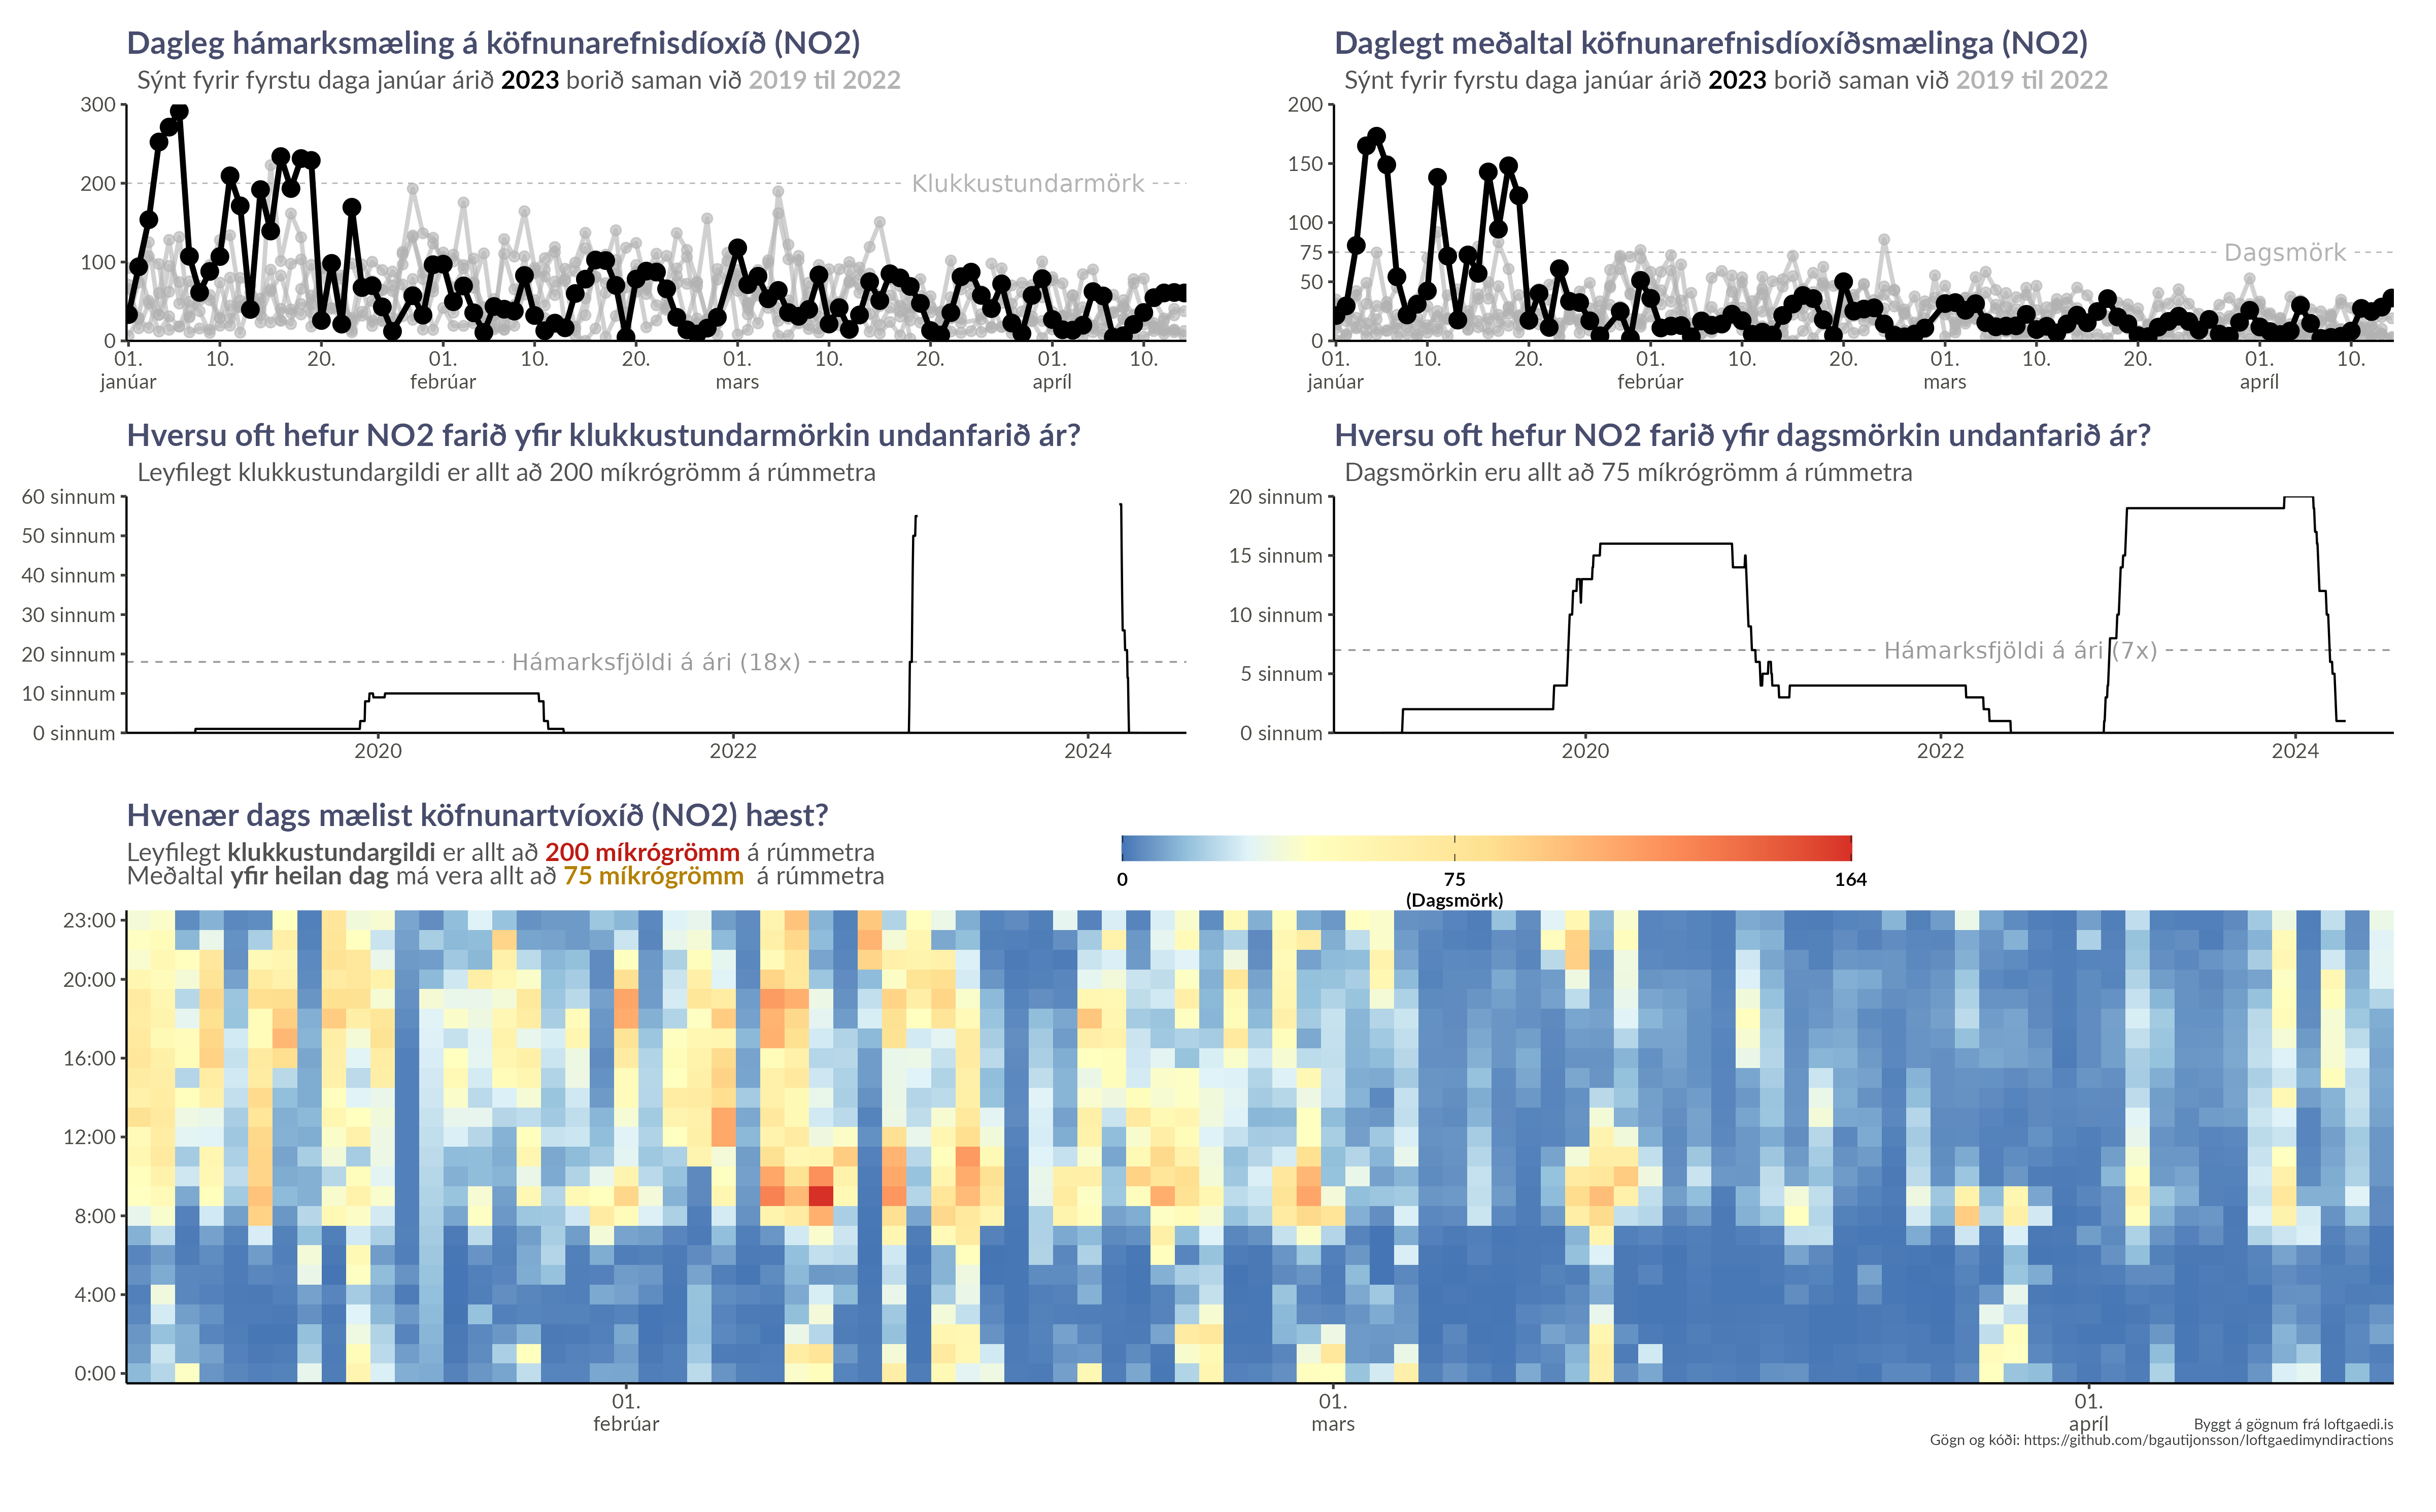 Dagleg hámarksmæling á köfnunarefnisdíoxíð (NO2)
Sýnt fyrir fyrstu daga janúar árið 2023 borið saman við 2019 til 2022
300
200
100
0
Klukkustundarmörk
01. 10. 20. 01. 10. 20. 01. 10. 20. 01. 10.
janúar febrúar mars apríl
Daglegt meðaltal köfnunarefnisdíoxíðsmælinga (NO2)
Sýnt fyrir fyrstu daga janúar árið 2023 borið saman við 2019 til 2022
200
150
100
75
50
0
Dagsmörk
01. 10. 20. 01. 10. 20. 01. 10. 20. 01. 10.
janúar febrúar mars apríl
Hversu oft hefur NO2 farið yfir klukkustundarmörkin undanfarið ár?
Leyfilegt klukkustundargildi er allt að 200 míkrógrömm á rúmmetra
60 sinnum
50 sinnum
40 sinnum
30 sinnum
20 sinnum
10 sinnum
0 sinnum
Hámarksfjöldi á ári (18x)
2020 2022 2024
Hversu oft hefur NO2 farið yfir dagsmörkin undanfarið ár?
Dagsmörkin eru allt að 75 míkrógrömm á rúmmetra
20 sinnum
15 sinnum
10 sinnum
5 sinnum
0 sinnum
Hámarksfjöldi á ári (7x)
2020 2022 2024
Hvenær dags mælist köfnunartvíoxíð (NO2) hæst?
Leyfilegt klukkustundargildi er allt að 200 míkrógrömm á rúmmetra
Meðaltal yfir heilan dag má vera allt að 75 míkrógrömm á rúmmetra
0 75 164
(Dagsmörk)
23:00
20:00
16:00
12:00
8:00
4:00
0:00
01. 01. 01.
febrúar mars apríl
Byggt á gögnum frá loftgaedi.is
Gögn og kóði: https://github.com/bgautijonsson/loftgaedimyndiractions